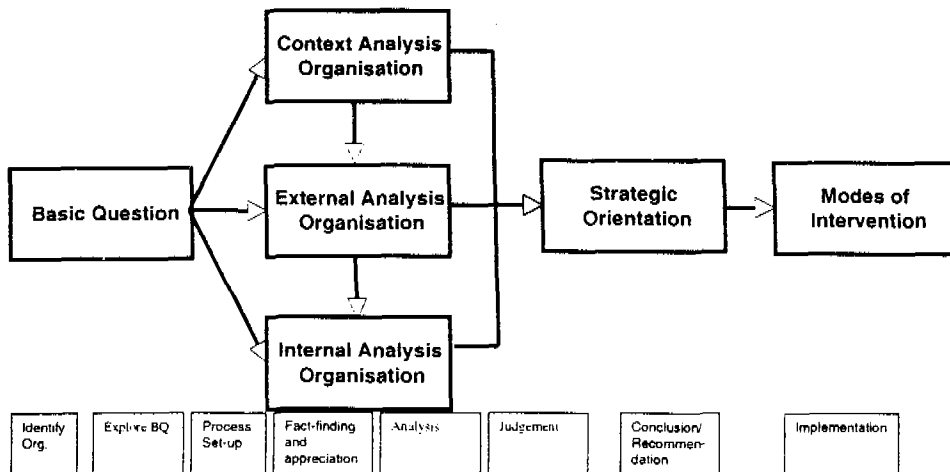 Context Analysis
Organisation
Basic Question
External Analysis
Organisation
Strategic
Orientation
Modes of
Intervention
Internal Analysis
Organisation
Identify
Org.
Explore BQ
Process
Set-up
Fact-finding
and
appreciation
Analysis
Judgement
Conclusion/
Recommen-
dation
Implementation